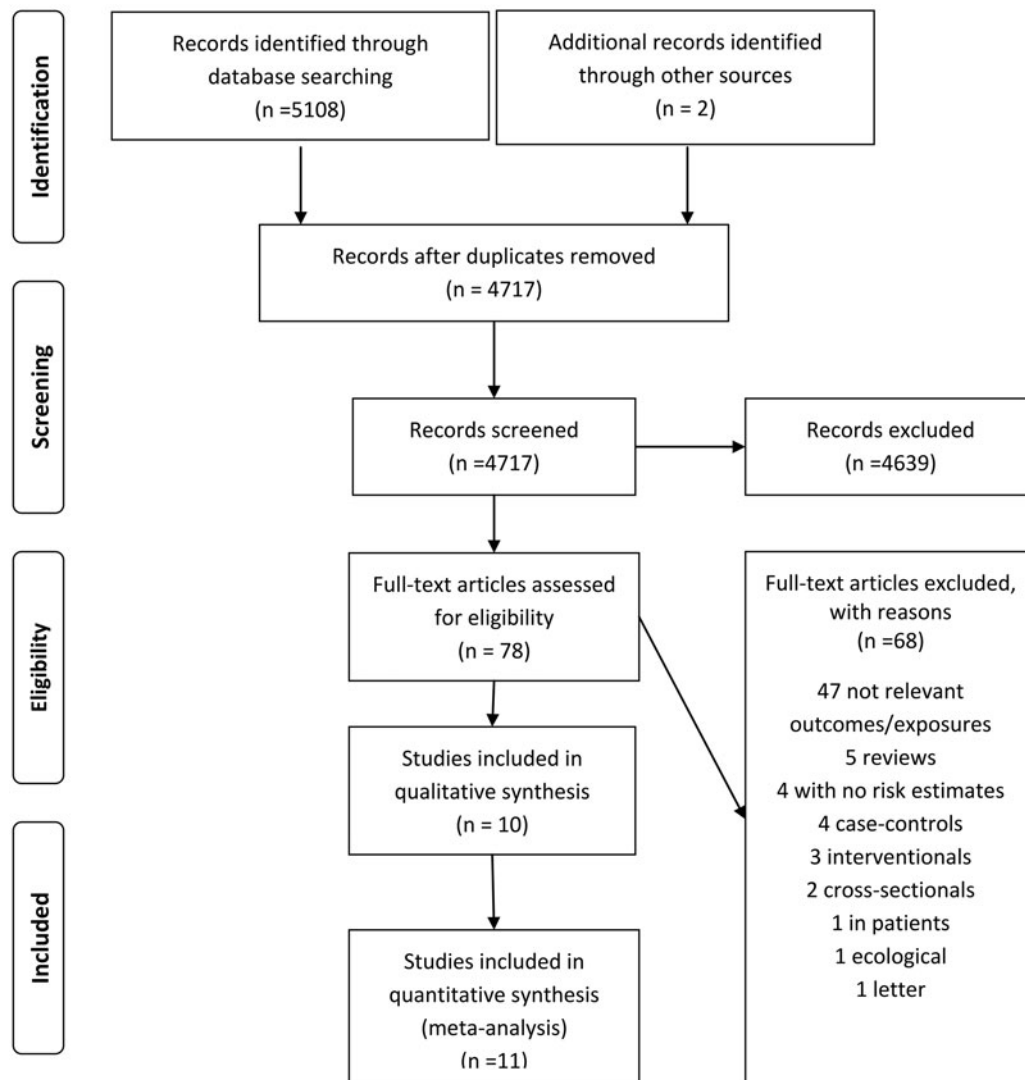 Identification
Records identified through
database searching
(n =5108)
Additional records identified
through other sources
(n = 2)
Records after duplicates removed
(n = 4717)
Screening
Records screened
(n =4717)
Records excluded
(n =4639)
Eligibility
Full-text articles assessed
for eligibility
(n = 78)
Full-text articles excluded,
with reasons
(n =68)
47 not relevant
outcomes/exposures
5 reviews
4 with no risk estimates
4 case-controls
3 interventionals
2 cross-sectionals
1 in patients
1 ecological
1 letter
Studies included in
qualitative synthesis
(n = 10)
Included
Studies included in
quantitative synthesis
(meta-analysis)
(n =11)